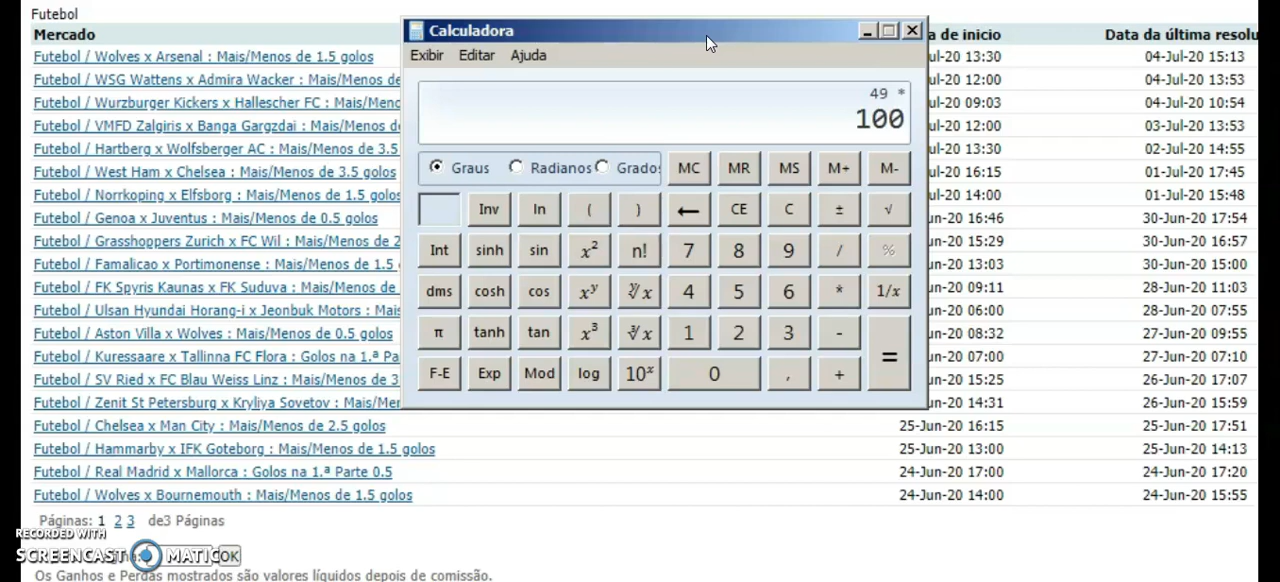 Futebol
Mercado a de inicio Data da última resolu
Calculadora
Exibir Editar Ajuda
49 *
100
Graus Radianos Grados MC MR MS M+ M-
Inv ln ( ) ← CE C ± √
Int sinh sin x² n! 7 8 9 / %
dms cosh cos xʸ ʸ√x 4 5 6 * 1/x
π tanh tan x³ ³√x 1 2 3 - =
F-E Exp Mod log 10ˣ 0 , +
Futebol / Wolves x Arsenal : Mais/Menos de 1.5 golos ul-20 13:30 04-Jul-20 15:13
Futebol / WSG Wattens x Admira Wacker : Mais/Menos de ul-20 12:00 04-Jul-20 13:53
Futebol / Wurzburger Kickers x Hallescher FC : Mais/Meno ul-20 09:03 04-Jul-20 10:54
Futebol / VMFD Zalgiris x Banga Gargzdai : Mais/Menos de ul-20 12:00 03-Jul-20 13:53
Futebol / Hartberg x Wolfsberger AC : Mais/Menos de 3.5 ul-20 13:30 02-Jul-20 14:55
Futebol / West Ham x Chelsea : Mais/Menos de 3.5 golos ul-20 16:15 01-Jul-20 17:45
Futebol / Norrkoping x Elfsborg : Mais/Menos de 1.5 golos ul-20 14:00 01-Jul-20 15:48
Futebol / Genoa x Juventus : Mais/Menos de 0.5 golos un-20 16:46 30-Jun-20 17:54
Futebol / Grasshoppers Zurich x FC Wil : Mais/Menos de 2 un-20 15:29 30-Jun-20 16:57
Futebol / Famalicao x Portimonense : Mais/Menos de 1.5 un-20 13:03 30-Jun-20 15:00
Futebol / FK Spyris Kaunas x FK Suduva : Mais/Menos de un-20 09:11 28-Jun-20 11:03
Futebol / Ulsan Hyundai Horang-i x Jeonbuk Motors : Mais un-20 06:00 28-Jun-20 07:55
Futebol / Aston Villa x Wolves : Mais/Menos de 0.5 golos un-20 08:32 27-Jun-20 09:55
Futebol / Kuressaare x Tallinna FC Flora : Golos na 1.ª Pa un-20 07:00 27-Jun-20 07:10
Futebol / SV Ried x FC Blau Weiss Linz : Mais/Menos de 3 un-20 15:25 26-Jun-20 17:07
Futebol / Zenit St Petersburg x Kryliya Sovetov : Mais/Me un-20 14:31 26-Jun-20 15:59
Futebol / Chelsea x Man City : Mais/Menos de 2.5 golos 25-Jun-20 16:15 25-Jun-20 17:51
Futebol / Hammarby x IFK Goteborg : Mais/Menos de 1.5 golos 25-Jun-20 13:00 25-Jun-20 14:13
Futebol / Real Madrid x Mallorca : Golos na 1.ª Parte 0.5 24-Jun-20 17:00 24-Jun-20 17:20
Futebol / Wolves x Bournemouth : Mais/Menos de 1.5 golos 24-Jun-20 14:00 24-Jun-20 15:55
Páginas: 1 2 3 de3 Páginas
RECORDED WITH
SCREENCAST MATIC OK
Os Ganhos e Perdas mostrados são valores líquidos depois de comissão.